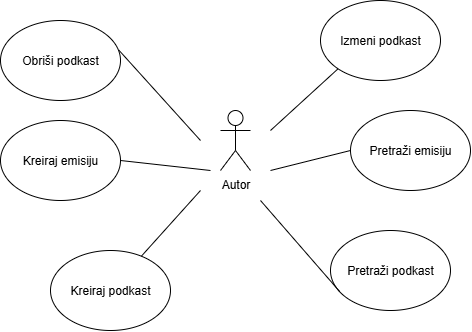 Izmeni podkast
Obriši podkast
Pretraži emisiju
Kreiraj emisiju
Autor
Pretraži podkast
Kreiraj podkast